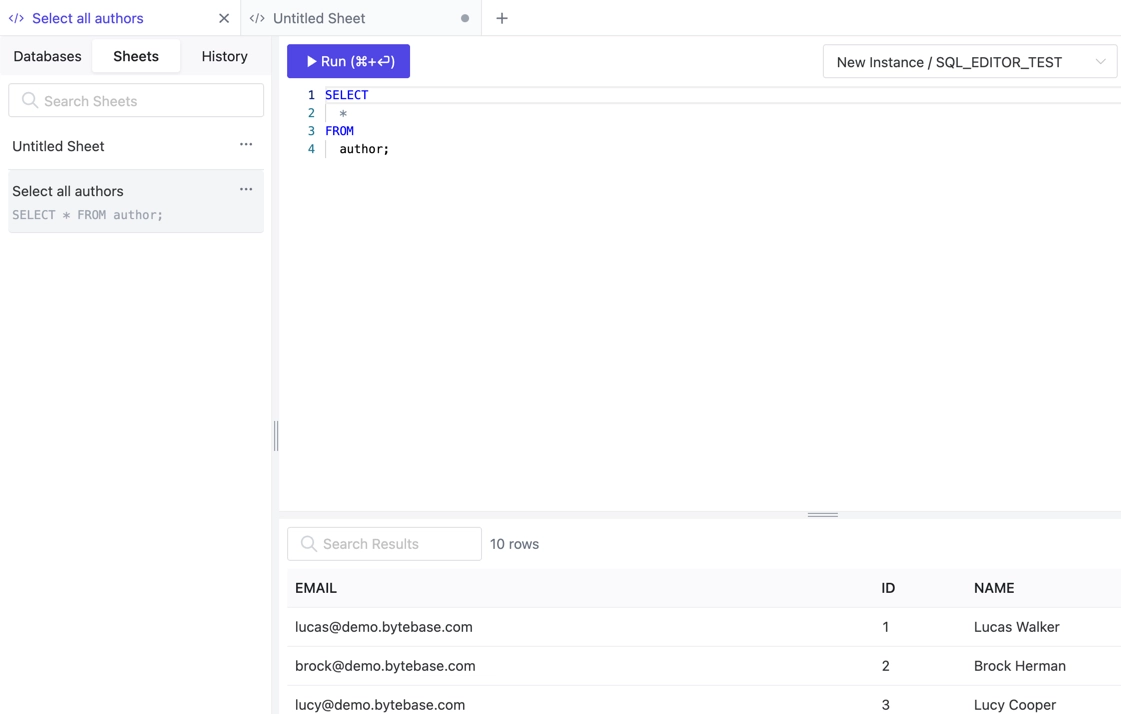 </> Select all authors
</> Untitled Sheet
Databases Sheets History
Run (⌘+⏎)
New Instance / SQL_EDITOR_TEST
Search Sheets
Untitled Sheet ...
Select all authors ...
SELECT * FROM author;
1 SELECT
2 *
3 FROM
4 author;
Search Results 10 rows
EMAIL ID NAME
lucas@demo.bytebase.com 1 Lucas Walker
brock@demo.bytebase.com 2 Brock Herman
lucy@demo.bytebase.com 3 Lucy Cooper